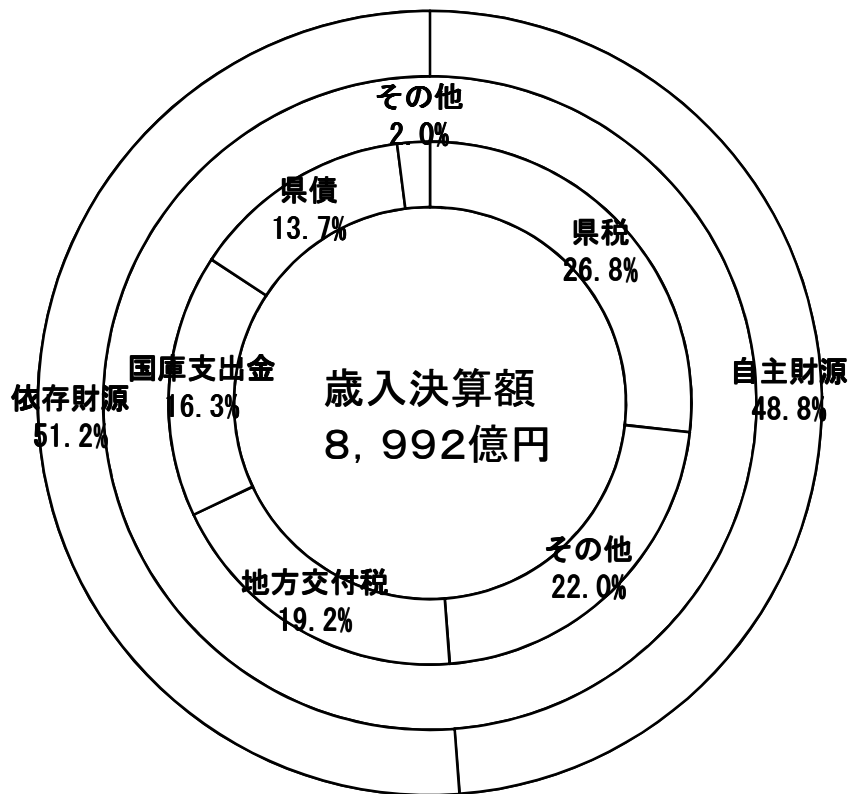 その他
2.0%
県債
13.7%
県税
26.8%
国庫支出金
16.3%
歳入決算額
8,992億円
自主財源
48.8%
依存財源
51.2%
その他
22.0%
地方交付税
19.2%